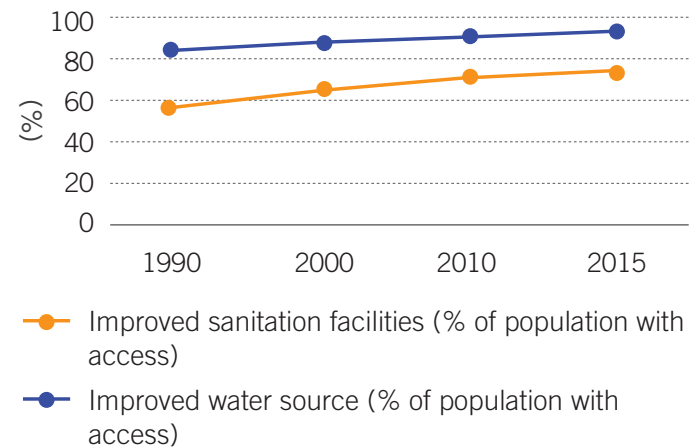 100
80
60
40
20
0
(%)
1990 2000 2010 2015
Improved sanitation facilities (% of population with
access)
Improved water source (% of population with
access)